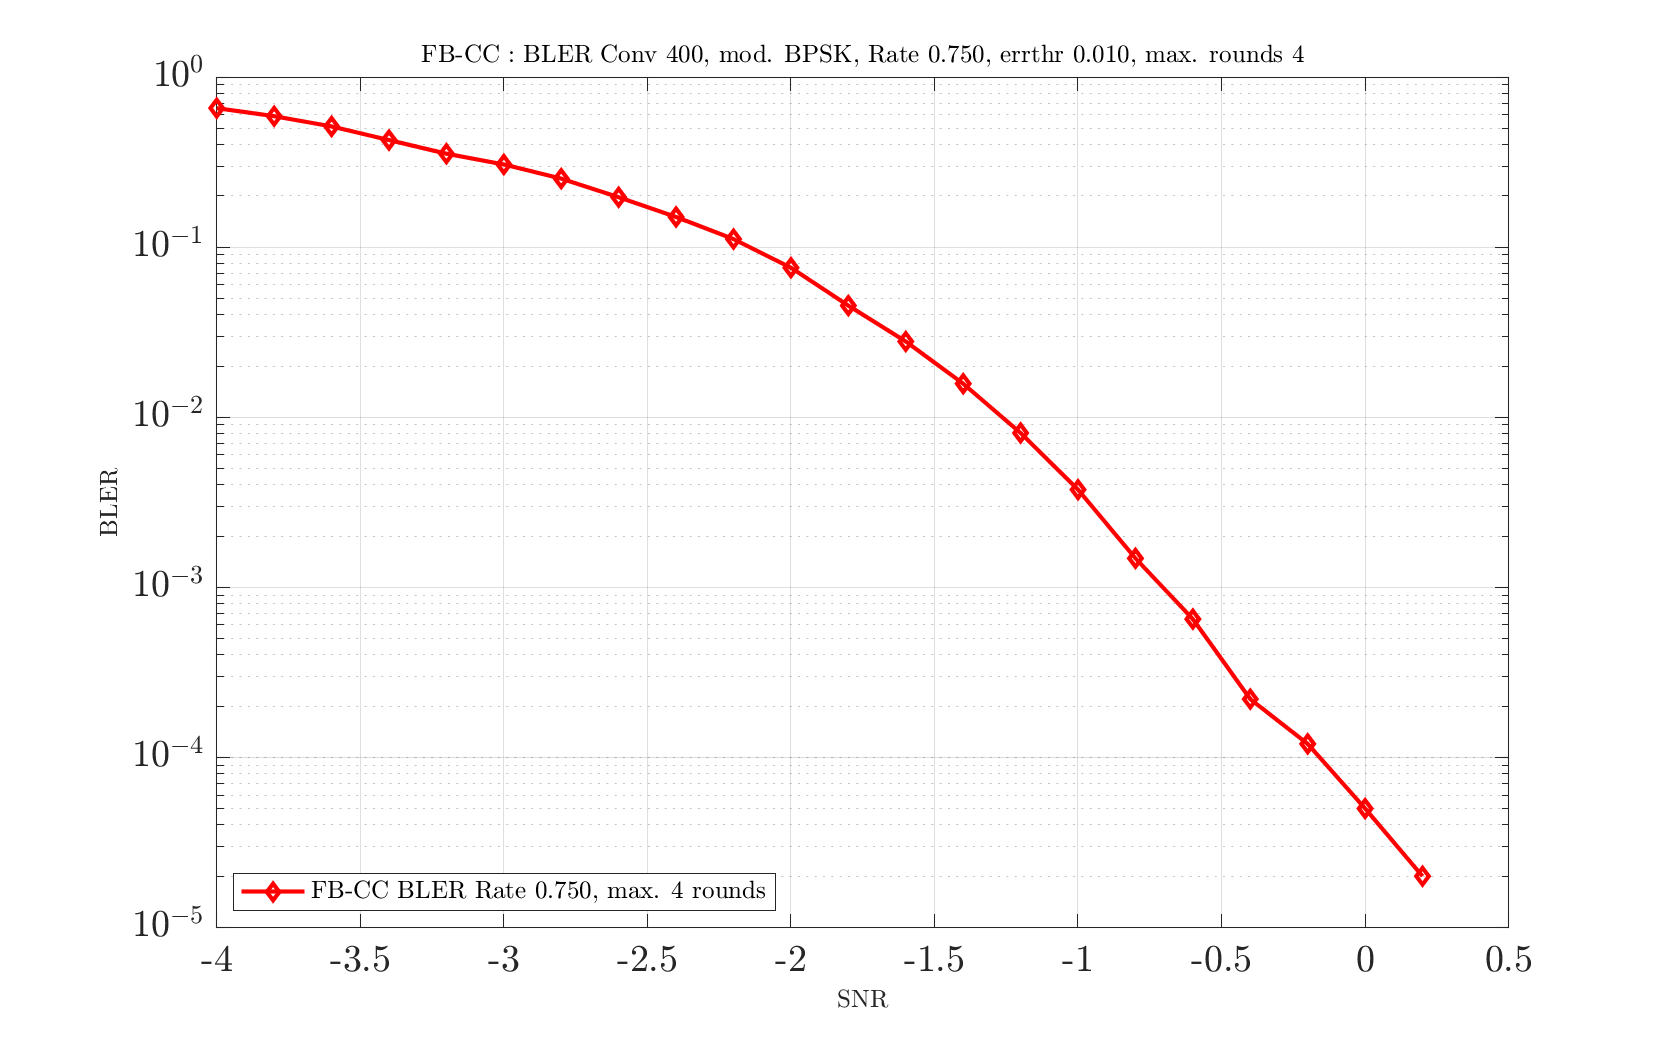 FB-CC : BLER Conv 400, mod. BPSK, Rate 0.750, errthr 0.010, max. rounds 4
10^0
10^-1
10^-2
10^-3
10^-4
10^-5
BLER
FB-CC BLER Rate 0.750, max. 4 rounds
-4 -3.5 -3 -2.5 -2 -1.5 -1 -0.5 0 0.5
SNR